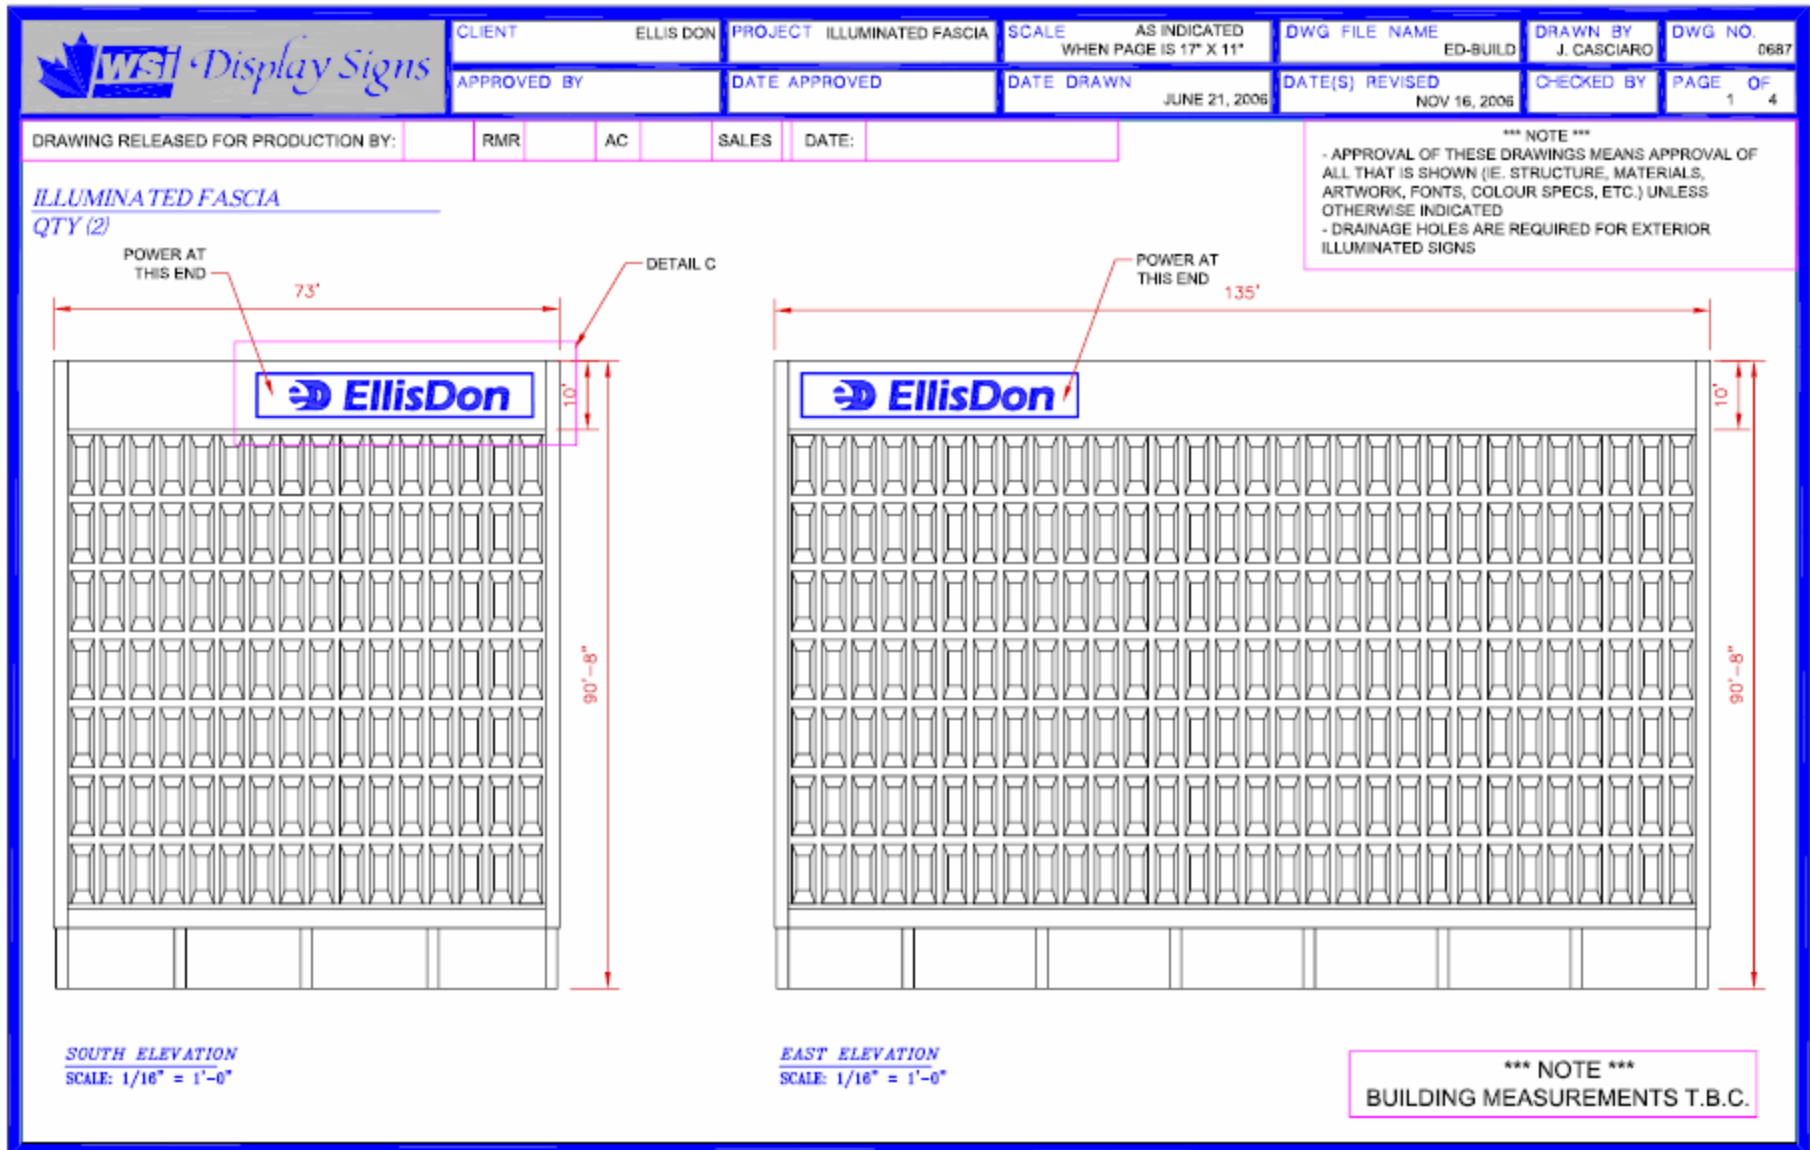 WSI Display Signs
CLIENT
ELLIS DON
PROJECT ILLUMINATED FASCIA
SCALE AS INDICATED
WHEN PAGE IS 17" X 11"
DWG FILE NAME
ED-BUILD
DRAWN BY
J. CASCIARO
DWG NO.
0687
APPROVED BY
DATE APPROVED
DATE DRAWN
JUNE 21, 2006
DATE(S) REVISED
NOV 16, 2006
CHECKED BY
PAGE OF
1 4
DRAWING RELEASED FOR PRODUCTION BY: RMR AC SALES DATE:
*** NOTE ***
- APPROVAL OF THESE DRAWINGS MEANS APPROVAL OF
ALL THAT IS SHOWN (IE. STRUCTURE, MATERIALS,
ARTWORK, FONTS, COLOUR SPECS, ETC.) UNLESS
OTHERWISE INDICATED
- DRAINAGE HOLES ARE REQUIRED FOR EXTERIOR
ILLUMINATED SIGNS
ILLUMINATED FASCIA
QTY (2)
POWER AT
THIS END
DETAIL C
73'
eD EllisDon
10'
90'-8"
POWER AT
THIS END
135'
eD EllisDon
10'
90'-8"
SOUTH ELEVATION
SCALE: 1/16" = 1'-0"
EAST ELEVATION
SCALE: 1/16" = 1'-0"
*** NOTE ***
BUILDING MEASUREMENTS T.B.C.